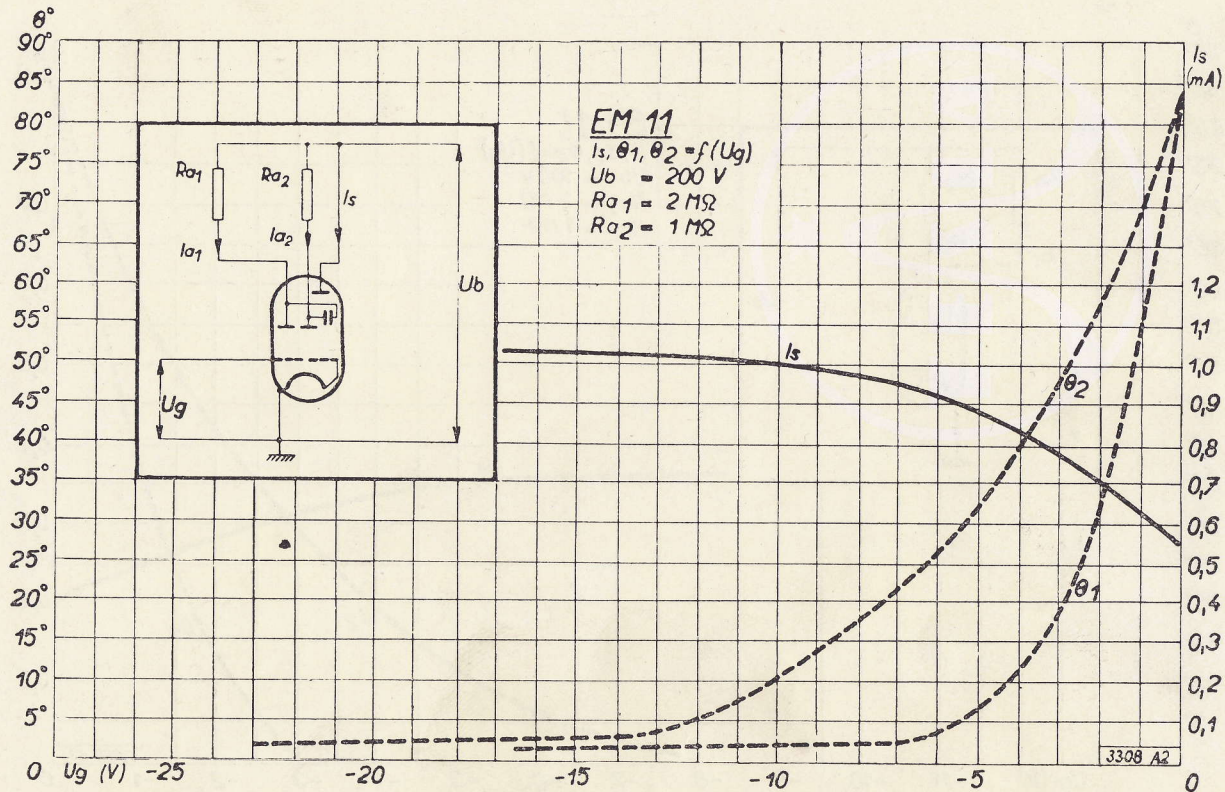 θ°
90°
85°
80°
75°
70°
65°
60°
55°
50°
45°
40°
35°
30°
25°
20°
15°
10°
5°
0
Ug (V)
-25
-20
-15
-10
-5
0
Is
(mA)
1,2
1,1
1,0
0,9
0,8
0,7
0,6
0,5
0,4
0,3
0,2
0,1
EM 11
Is, θ1, θ2 = f(Ug)
Ub = 200 V
Ra1 = 2 MΩ
Ra2 = 1 MΩ
Ra1
Ra2
Is
Ia1
Ia2
Ub
Ug
Is
θ2
θ1
3308 A2